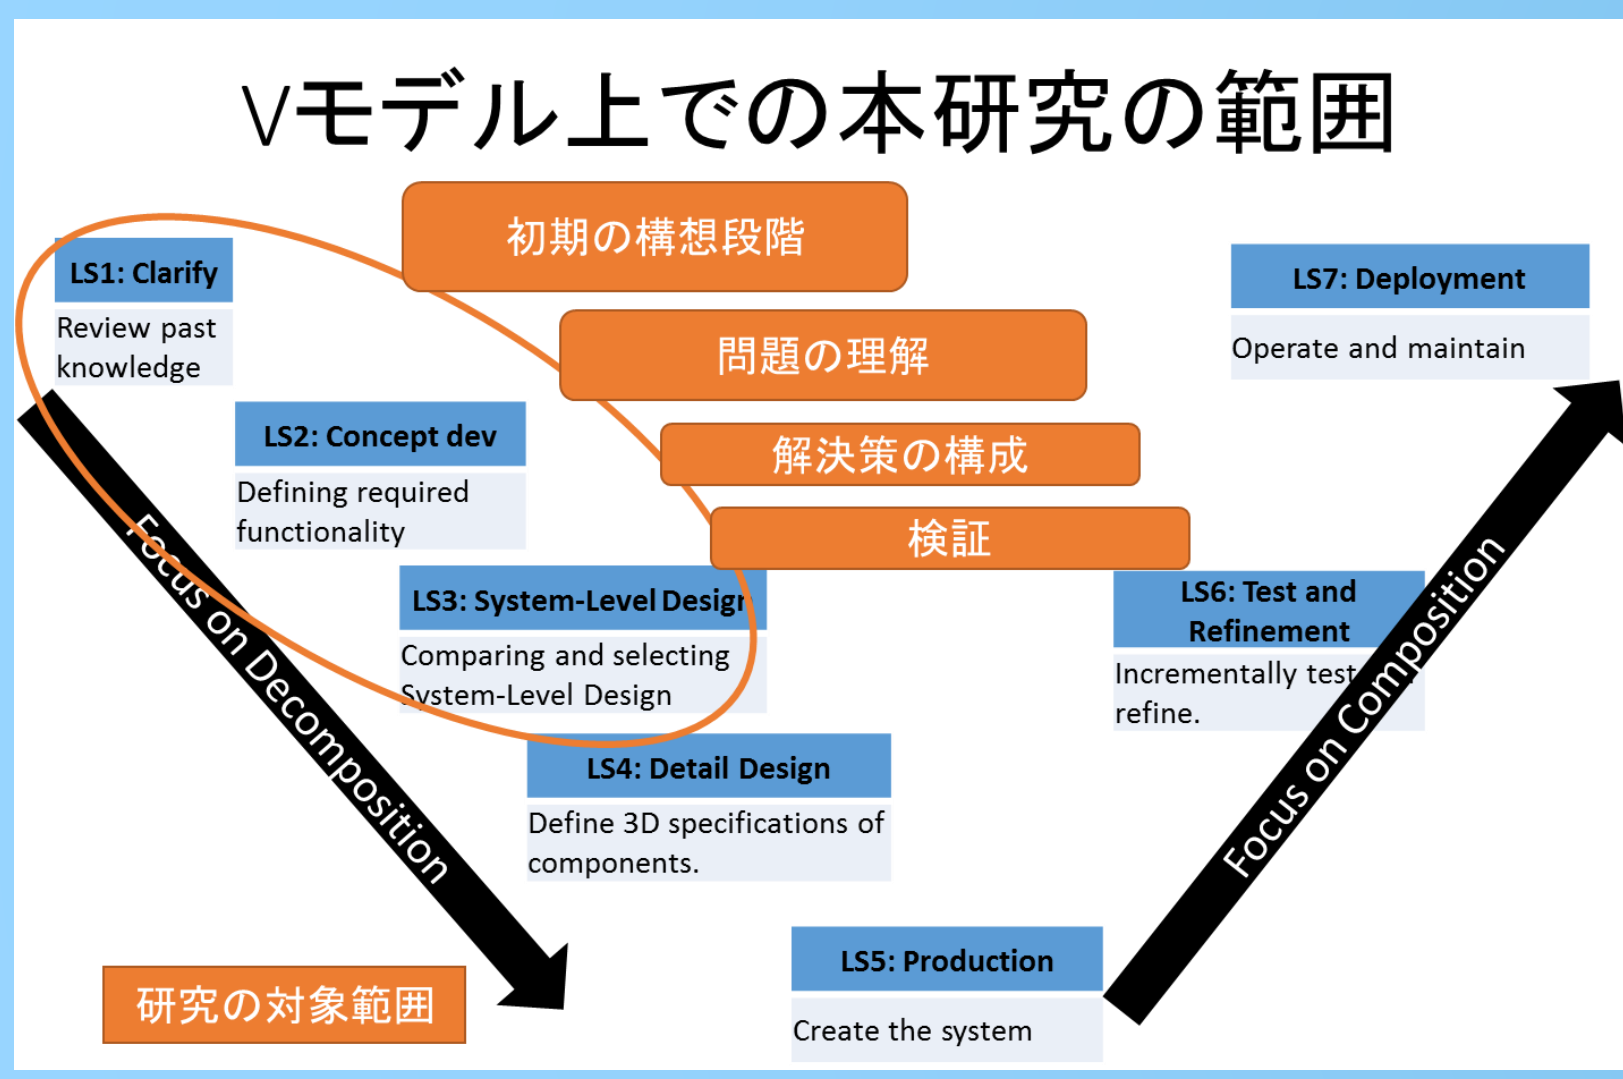 Vモデル上での本研究の範囲
初期の構想段階
LS1: Clarify
Review past
knowledge
問題の理解
LS2: Concept dev
Defining required
functionality
解決策の構成
検証
LS3: System-Level Design
Comparing and selecting
System-Level Design
LS4: Detail Design
Define 3D specifications of
components.
Focus on Decomposition
研究の対象範囲
LS5: Production
Create the system
LS6: Test and
Refinement
Incrementally test
refine.
Focus on Composition
LS7: Deployment
Operate and maintain